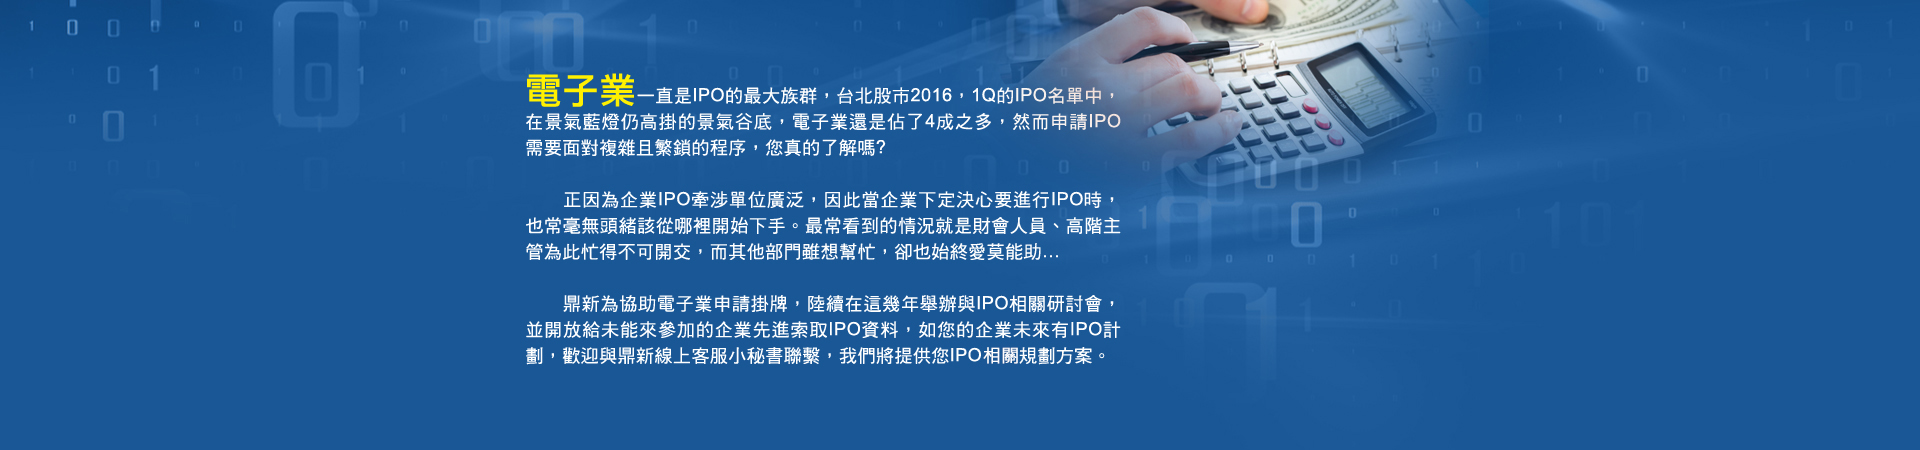 電子業一直是IPO的最大族群，台北股市2016，1Q的IPO名單中，
在景氣藍燈仍高掛的景氣谷底，電子業還是佔了4成之多，然而申請IPO
需要面對複雜且繁鎖的程序，您真的了解嗎?
正因為企業IPO牽涉單位廣泛，因此當企業下定決心要進行IPO時，
也常毫無頭緒該從哪裡開始下手。最常看到的情況就是財會人員、高階主
管為此忙得不可開交，而其他部門雖想幫忙，卻也始終愛莫能助...
鼎新為協助電子業申請掛牌，陸續在這幾年舉辦與IPO相關研討會，
並開放給未能來參加的企業先進索取IPO資料，如您的企業未來有IPO計
劃，歡迎與鼎新線上客服小秘書聯繫，我們將提供您IPO相關規劃方案。